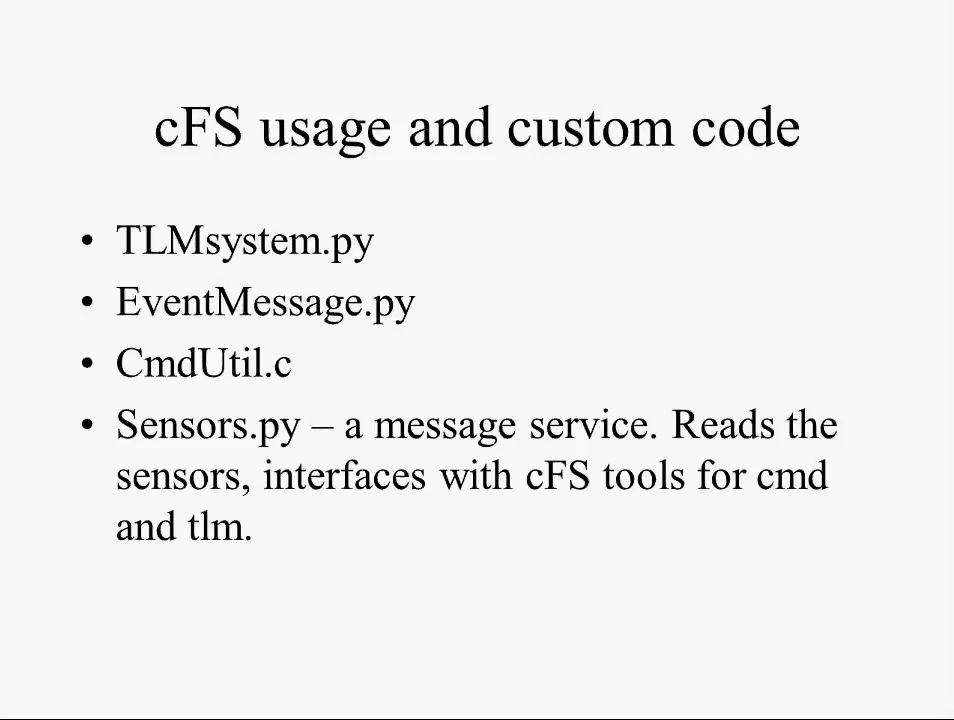 cFS usage and custom code
• TLMsystem.py
• EventMessage.py
• CmdUtil.c
• Sensors.py – a message service. Reads the
sensors, interfaces with cFS tools for cmd
and tlm.